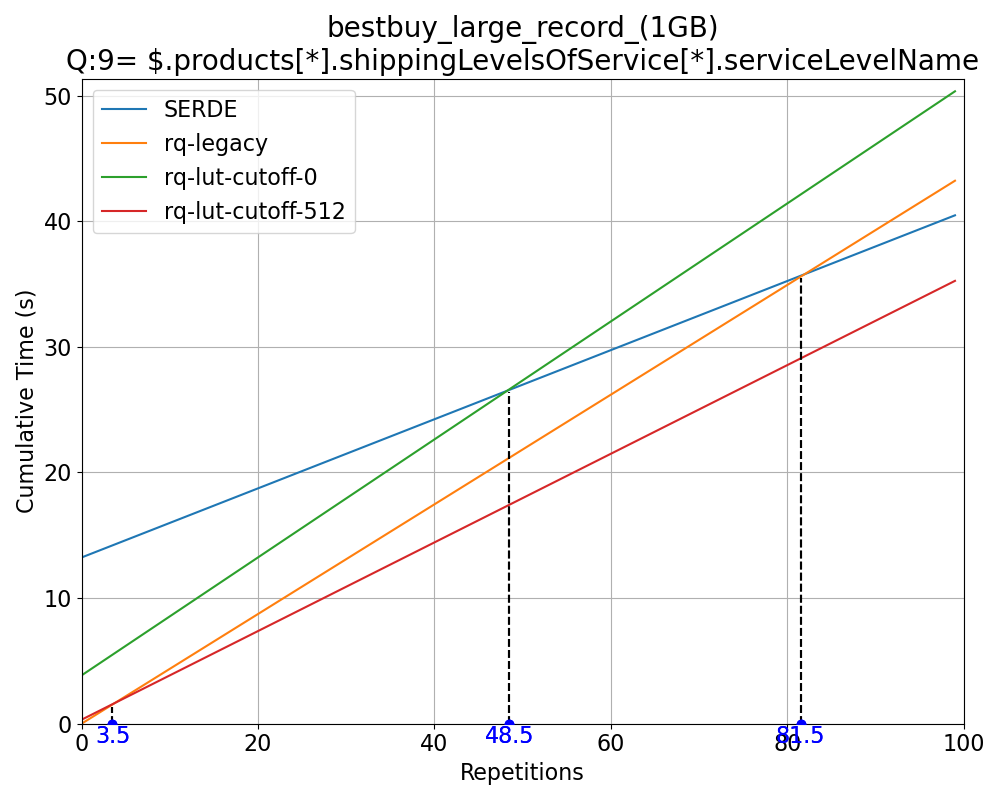 bestbuy_large_record_(1GB)
Q:9= $.products[*].shippingLevelsOfService[*].serviceLevelName
SERDE
rq-legacy
rq-lut-cutoff-0
rq-lut-cutoff-512
Cumulative Time (s)
50
40
30
20
10
0
3.5
48.5
81.5
0
20
40
60
80
100
Repetitions